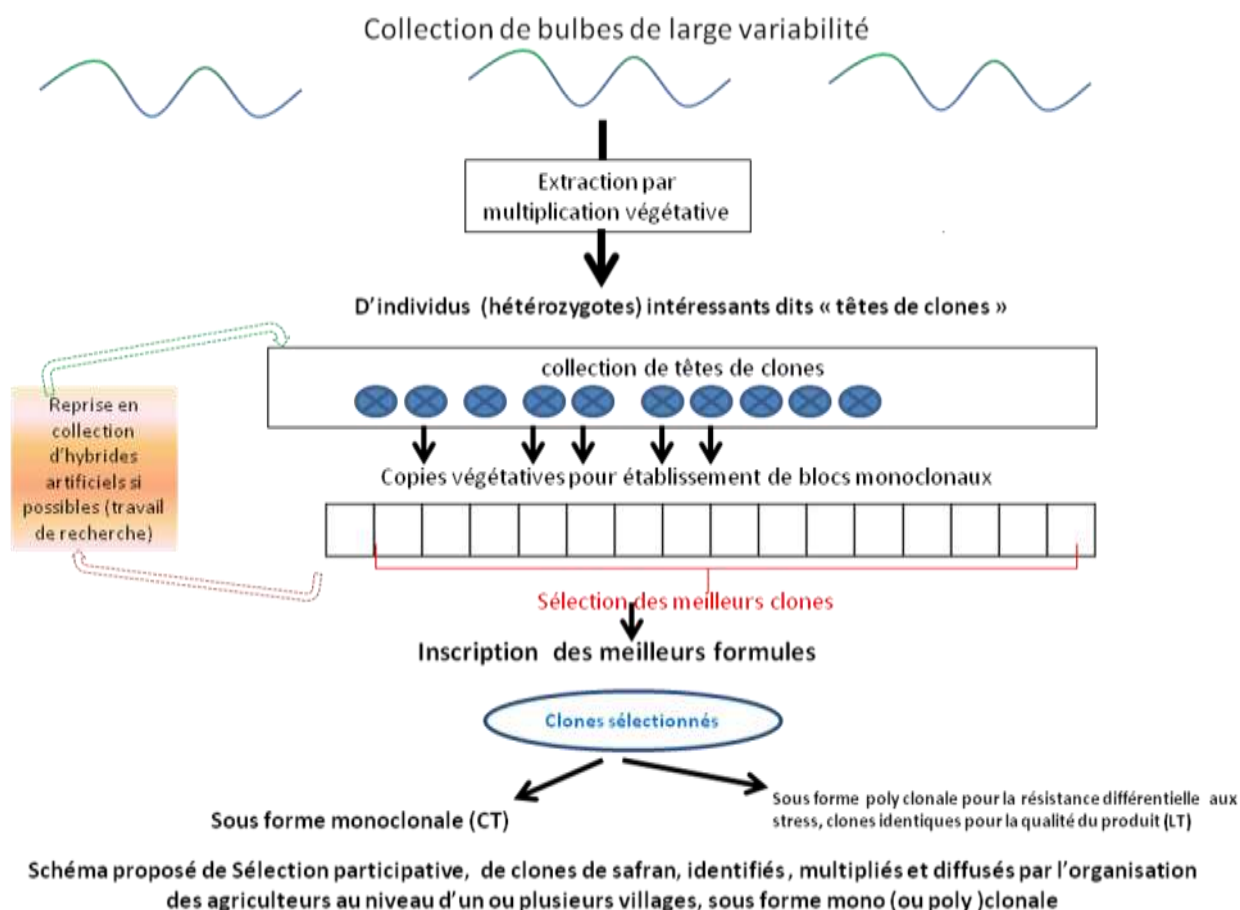 Collection de bulbes de large variabilité
Extraction par
multiplication végétative
D'individus (hétérozygotes) intéressants dits « têtes de clones »
collection de têtes de clones
Reprise en
collection
d'hybrides
artificiels si
possibles (travail
de recherche)
Copies végétatives pour établissement de blocs monoclonaux
Sélection des meilleurs clones
Inscription des meilleurs formules
Clones sélectionnés
Sous forme monoclonale (CT)
Sous forme poly clonale pour la résistance différentielle aux
stress, clones identiques pour la qualité du produit (LT)
Schéma proposé de Sélection participative, de clones de safran, identifiés, multipliés et diffusés par l'organisation
des agriculteurs au niveau d'un ou plusieurs villages, sous forme mono (ou poly )clonale